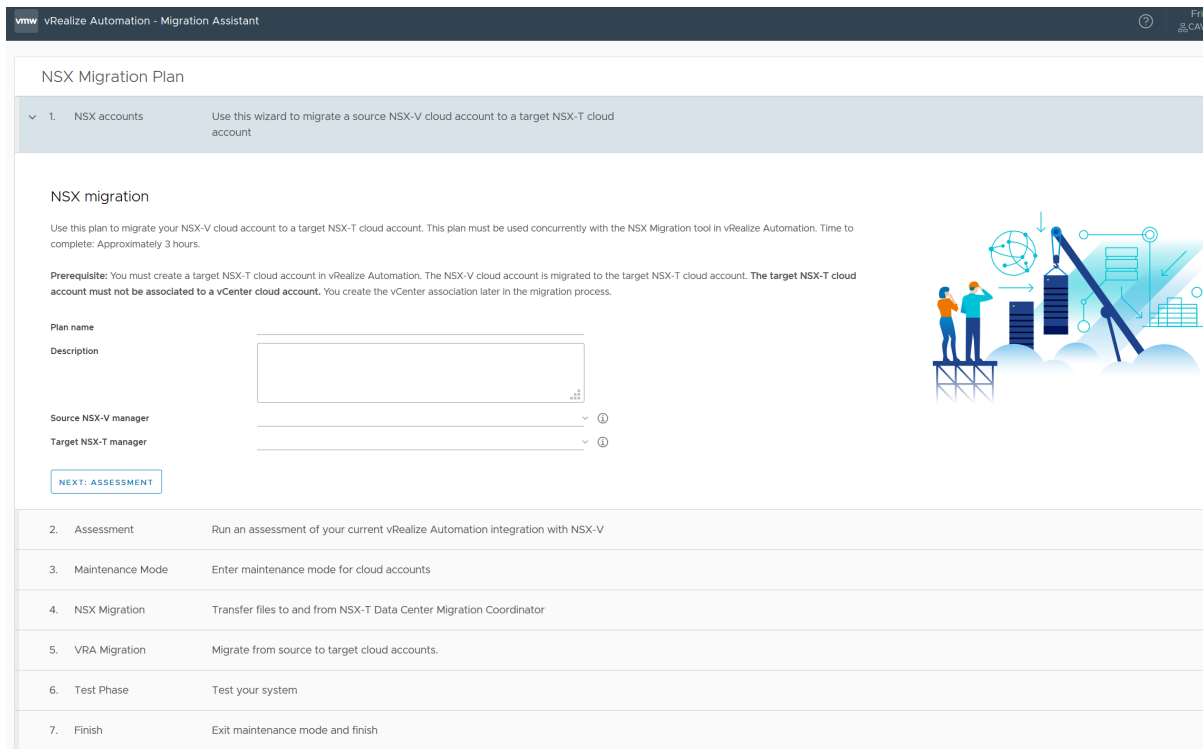 vmw vRealize Automation - Migration Assistant
NSX Migration Plan
1. NSX accounts Use this wizard to migrate a source NSX-V cloud account to a target NSX-T cloud
account
NSX migration
Use this plan to migrate your NSX-V cloud account to a target NSX-T cloud account. This plan must be used concurrently with the NSX Migration tool in vRealize Automation. Time to
complete: Approximately 3 hours.
Prerequisite: You must create a target NSX-T cloud account in vRealize Automation. The NSX-V cloud account is migrated to the target NSX-T cloud account. The target NSX-T cloud
account must not be associated to a vCenter cloud account. You create the vCenter association later in the migration process.
Plan name
Description
Source NSX-V manager
Target NSX-T manager
NEXT: ASSESSMENT
2. Assessment Run an assessment of your current vRealize Automation integration with NSX-V
3. Maintenance Mode Enter maintenance mode for cloud accounts
4. NSX Migration Transfer files to and from NSX-T Data Center Migration Coordinator
5. VRA Migration Migrate from source to target cloud accounts.
6. Test Phase Test your system
7. Finish Exit maintenance mode and finish